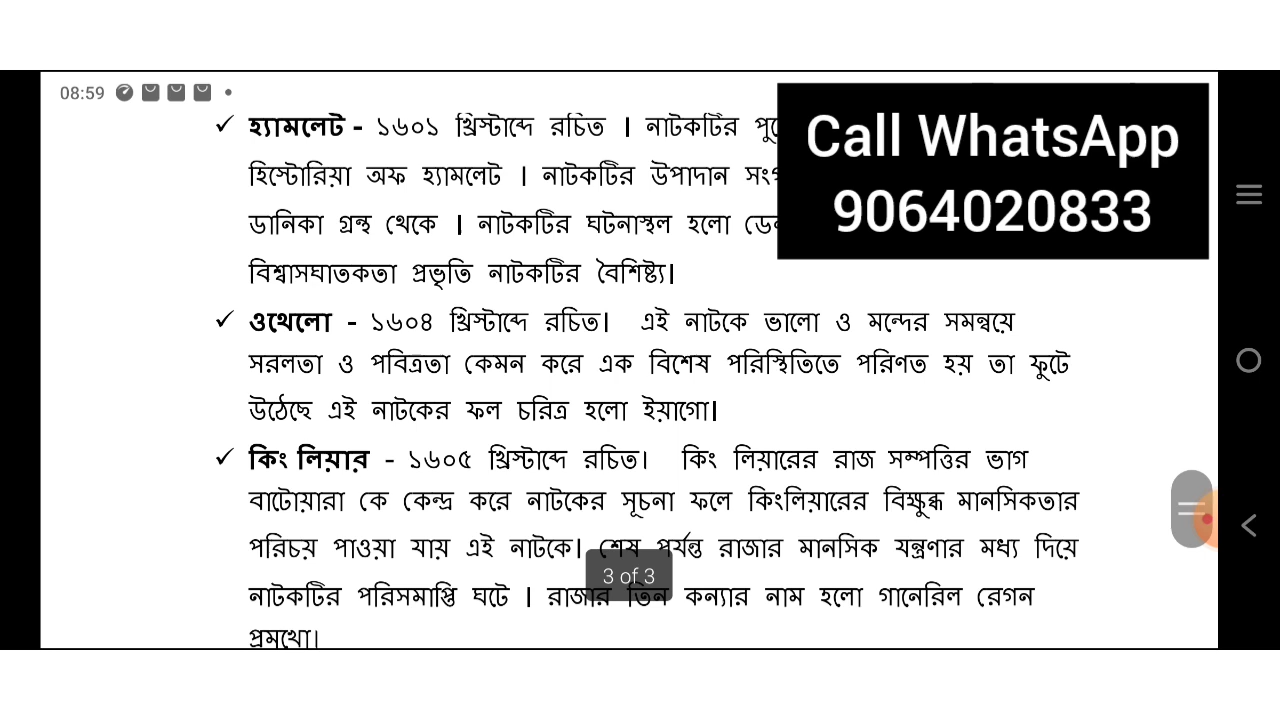 08:59
Call WhatsApp
9064020833
✓ হ্যামলেট - ১৬০১ খ্রিস্টাব্দে রচিত । নাটকটির
হিস্টোরিয়া অফ হ্যামলেট । নাটকটির উপাদান
ডানিকা গ্রন্থ থেকে । নাটকটির ঘটনাস্থল হলো
বিশ্বাসঘাতকতা প্রভৃতি নাটকটির বৈশিষ্ট্য।
✓ ওথেলো - ১৬০৪ খ্রিস্টাব্দে রচিত। এই নাটকে ভালো ও মন্দের সমন্বয়ে
সরলতা ও পবিত্রতা কেমন করে এক বিশেষ পরিস্থিতিতে পরিণত হয় তা ফুটে
উঠেছে এই নাটকের ফল চরিত্র হলো ইয়াগো।
✓ কিং লিয়ার - ১৬০৫ খ্রিস্টাব্দে রচিত। কিং লিয়ারের রাজ সম্পত্তির ভাগ
বাটোয়ারা কে কেন্দ্র করে নাটকের সূচনা ফলে কিংলিয়ারের বিক্ষুব্ধ মানসিকতার
পরিচয় পাওয়া যায় এই নাটকে। শেষ পর্যন্ত রাজার মানসিক যন্ত্রণার মধ্য দিয়ে
নাটকটির পরিসমাপ্তি ঘটে । রাজার তিন কন্যার নাম হলো গানেরিল রেগন
প্রমুখো।
3 of 3